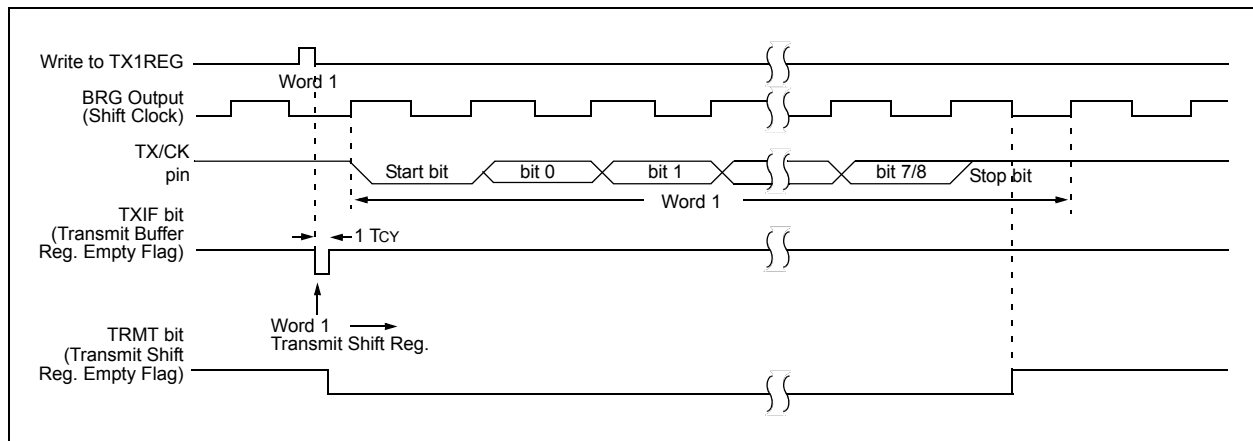 Write to TX1REG
Word 1
BRG Output
(Shift Clock)
TX/CK
pin
Start bit
bit 0
bit 1
bit 7/8
Stop bit
Word 1
TXIF bit
(Transmit Buffer
Reg. Empty Flag)
1 TCY
Word 1
Transmit Shift Reg.
TRMT bit
(Transmit Shift
Reg. Empty Flag)